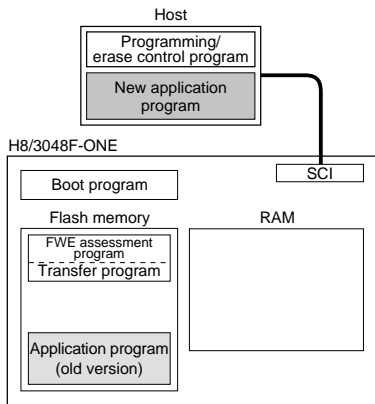 Host
Programming/
erase control program
New application
program
H8/3048F-ONE
SCI
Boot program
Flash memory
RAM
FWE assessment
program
Transfer program
Application program
(old version)